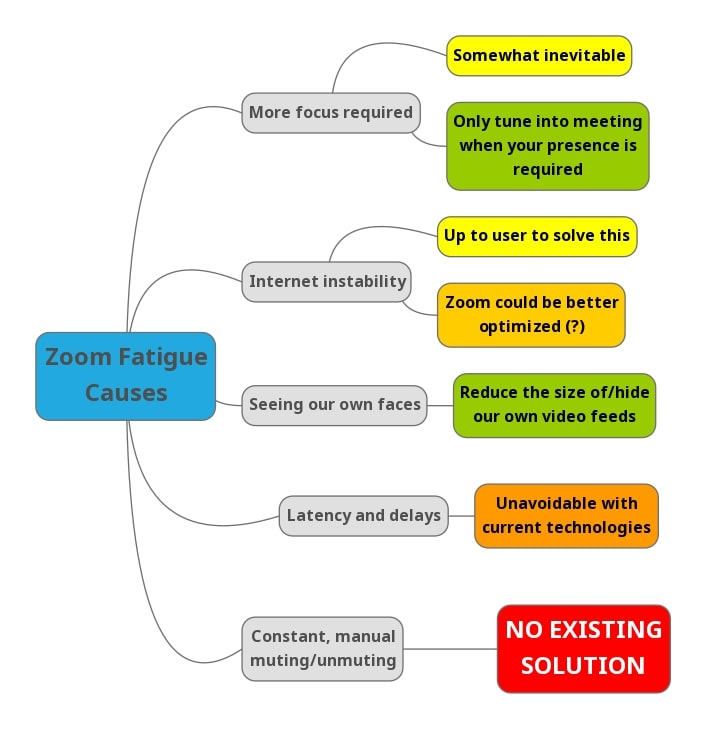 Zoom Fatigue
Causes
More focus required
Somewhat inevitable
Only tune into meeting
when your presence is
required
Internet instability
Up to user to solve this
Zoom could be better
optimized (?)
Seeing our own faces
Reduce the size of/hide
our own video feeds
Latency and delays
Unavoidable with
current technologies
Constant, manual
muting/unmuting
NO EXISTING
SOLUTION